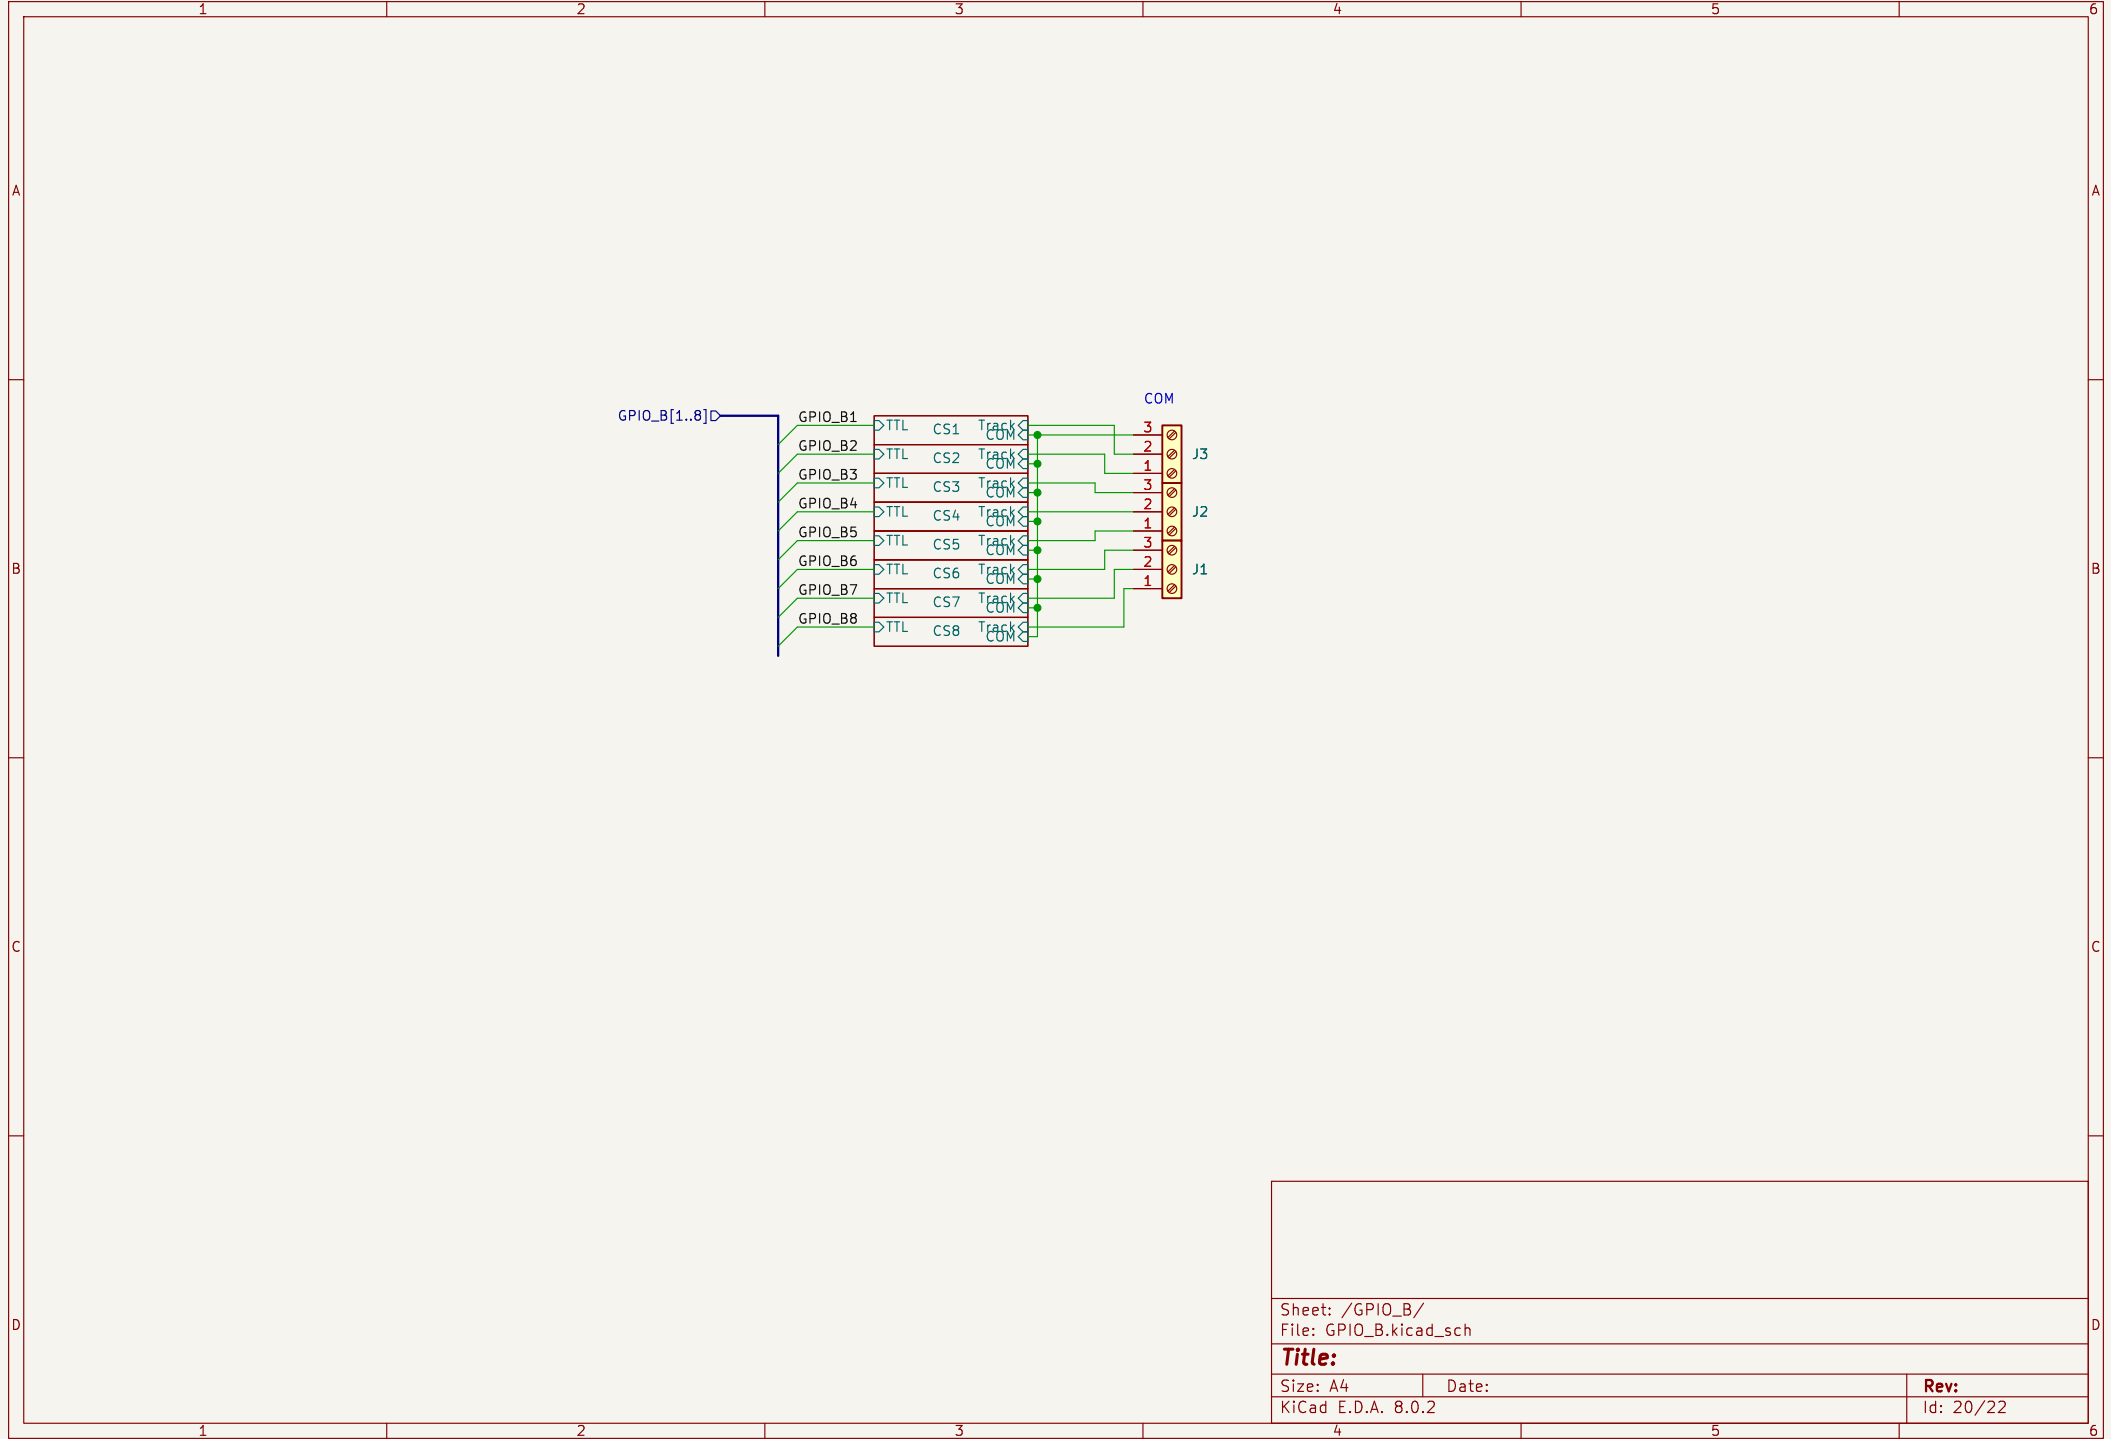 1 2 3 4 5 6
A A
COM
GPIO_B[1..8]
GPIO_B1 TTL CS1 Track COM 3
GPIO_B2 TTL CS2 Track COM 2 J3
GPIO_B3 TTL CS3 Track COM 1
GPIO_B4 TTL CS4 Track COM 3
GPIO_B5 TTL CS5 Track COM 2 J2
GPIO_B6 TTL CS6 Track COM 1
GPIO_B7 TTL CS7 Track COM 3
GPIO_B8 TTL CS8 Track COM 2 J1
1
B B
C C
D D
Sheet: /GPIO_B/
File: GPIO_B.kicad_sch
Title:
Size: A4 Date: Rev:
KiCad E.D.A. 8.0.2 Id: 20/22
1 2 3 4 5 6